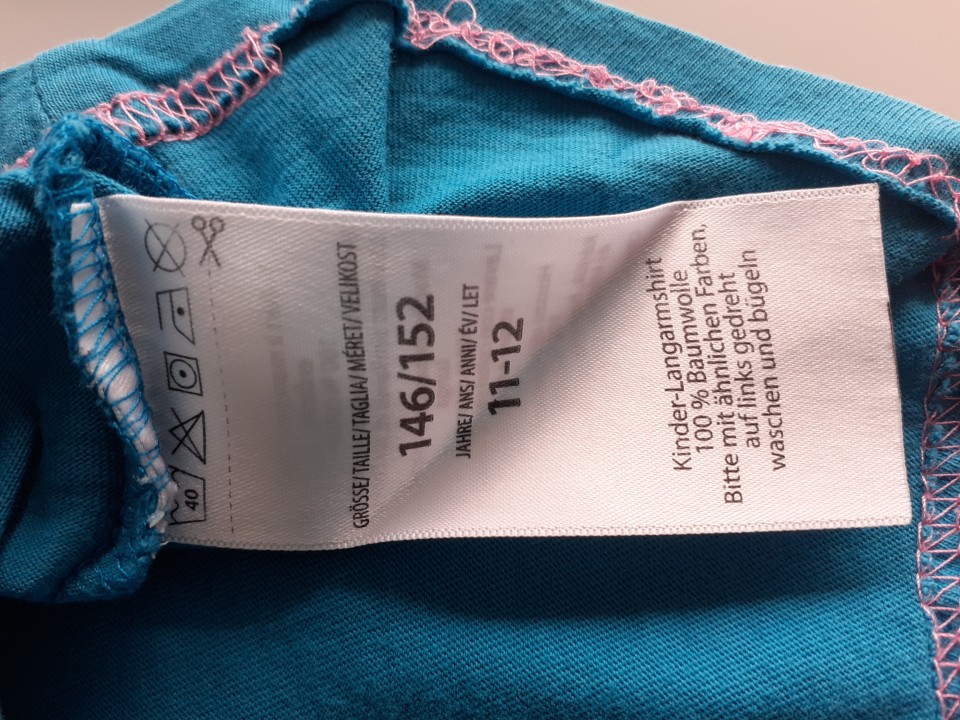 40
GRÖSSE/TAILLE/TAGLIA/MÉRET/VELIKOST
146/152
JAHRE/ANS/ANNI/ÉV/LET
11-12
Kinder-Langarmshirt
100 % Baumwolle
Bitte mit ähnlichen Farben,
auf links gedreht
waschen und bügeln